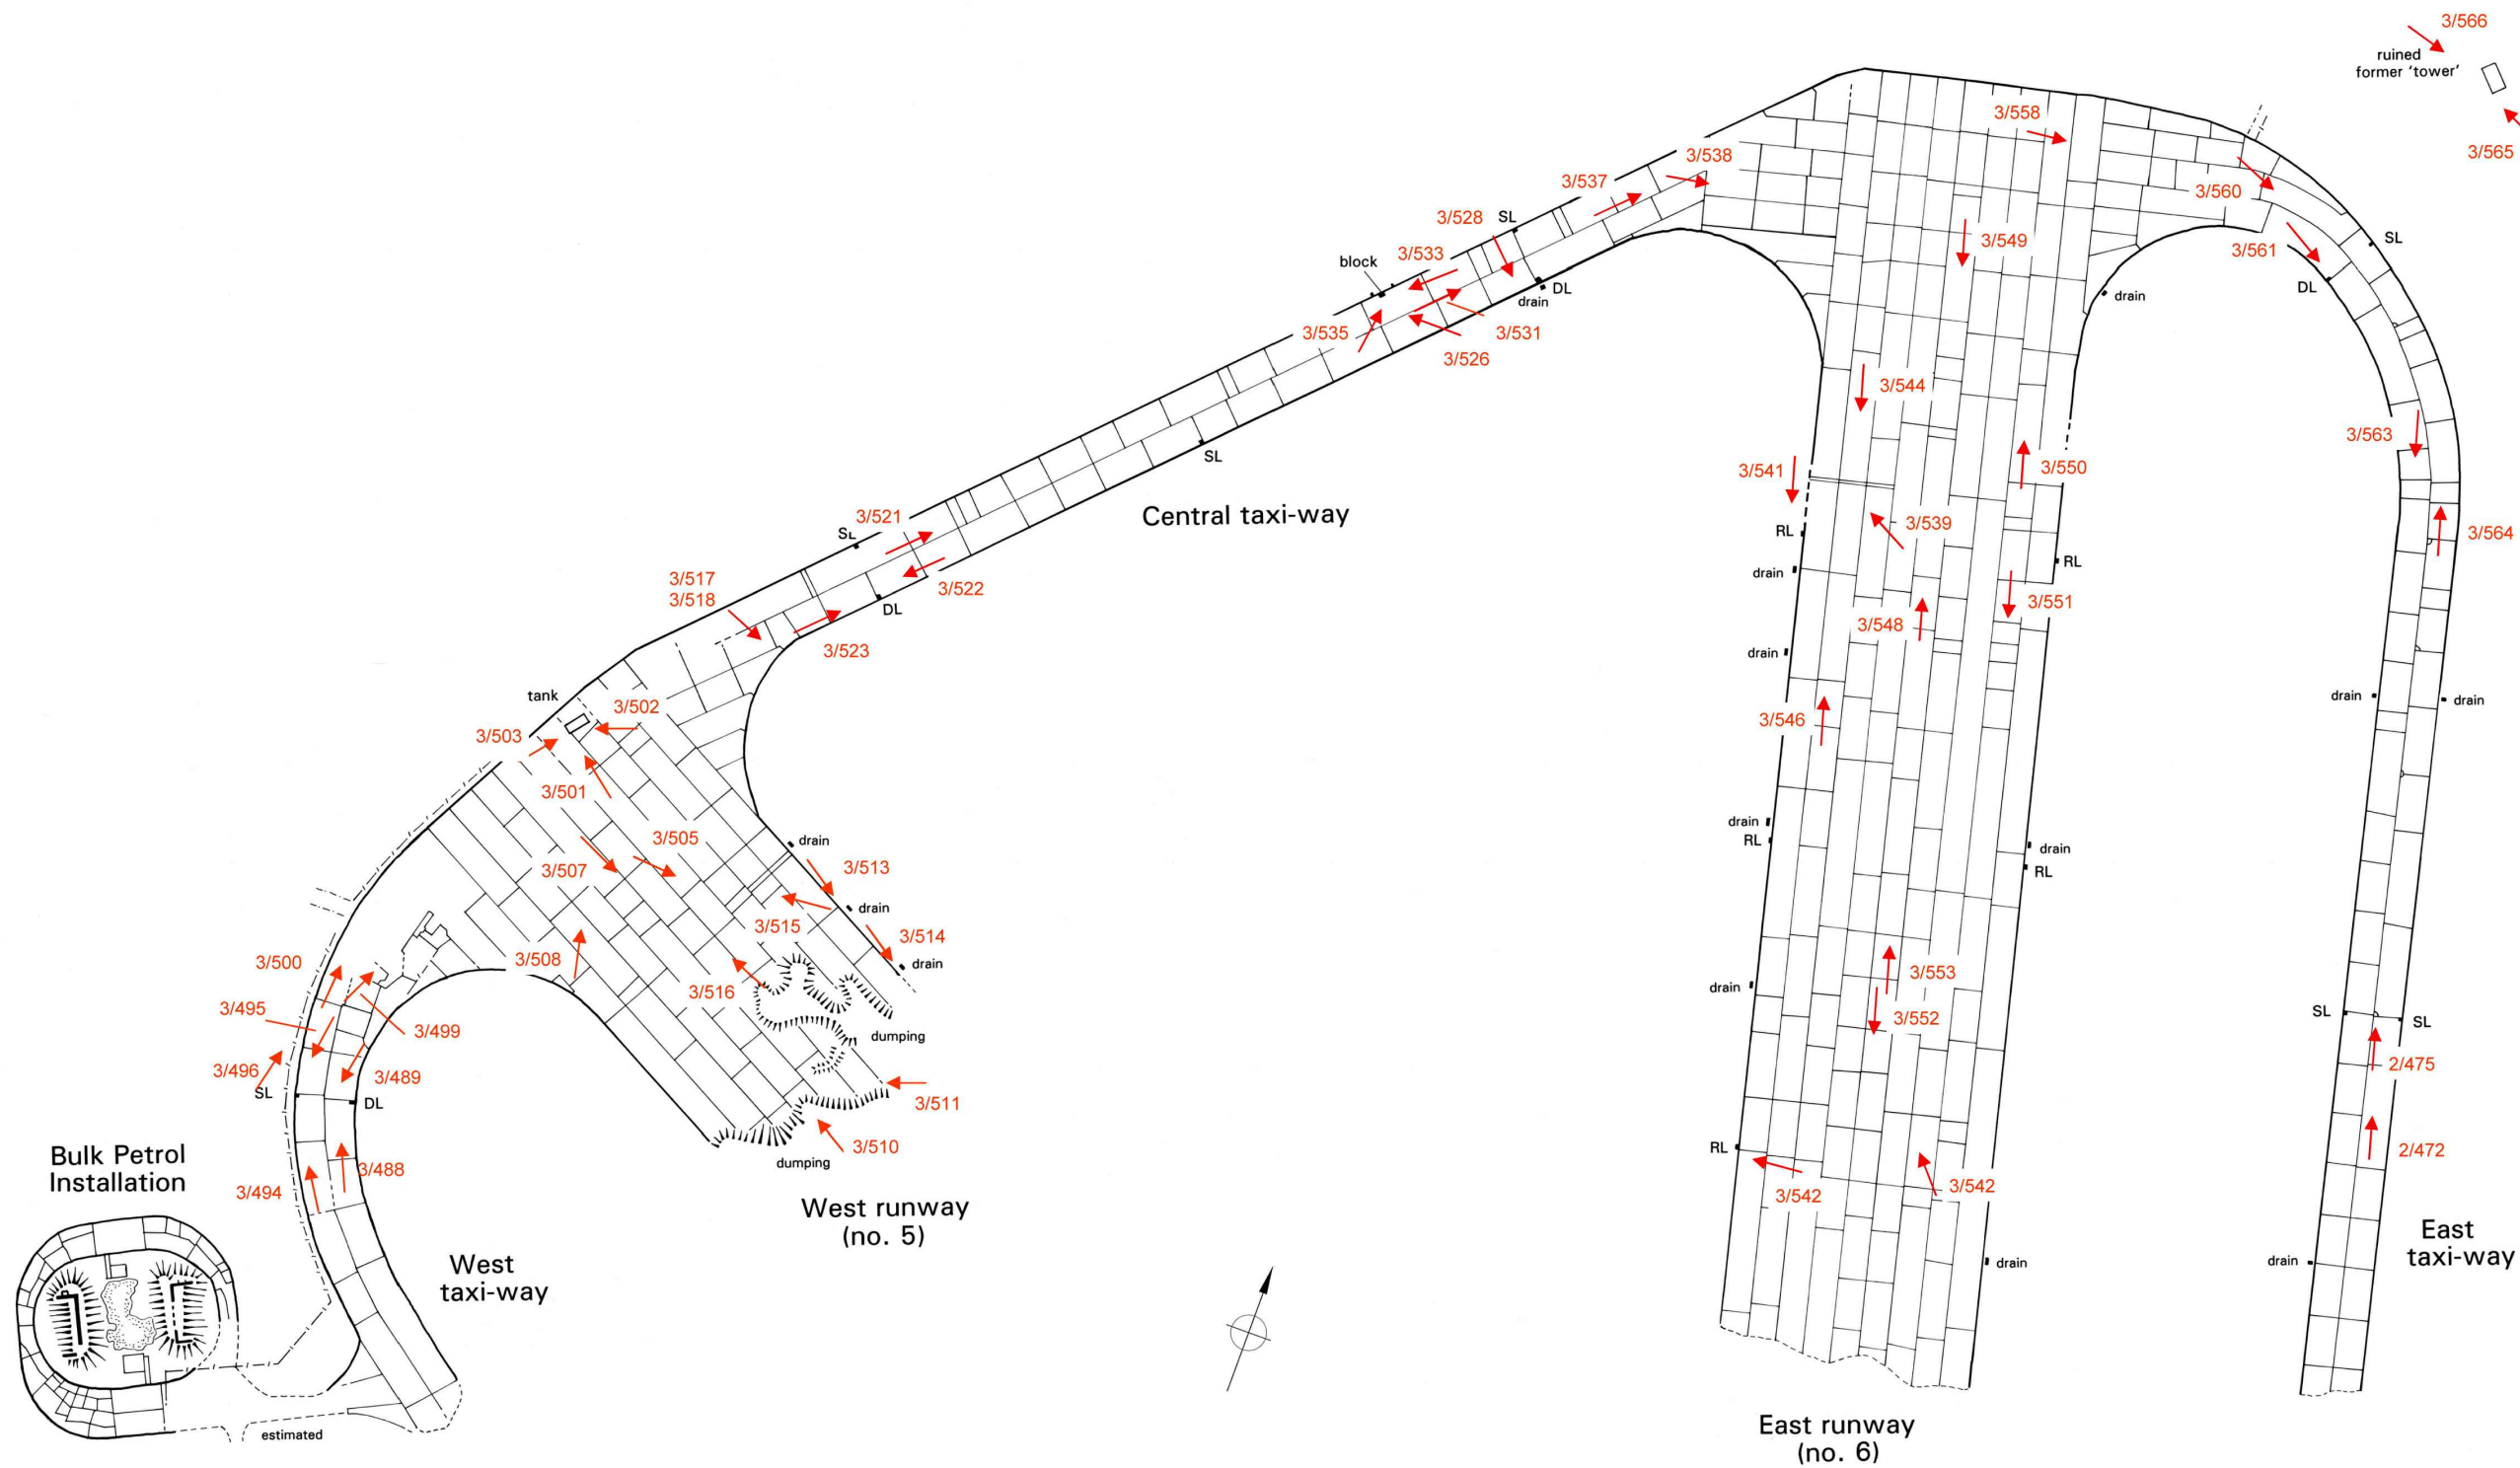 3/566
ruined
former ‘tower’
3/565
3/558
3/538
3/560
3/537
3/528
SL
3/549
3/561
SL
3/533
block
DL
drain
DL
drain
3/535
3/531
3/526
3/544
3/563
SL
3/541
3/550
Central taxi-way
3/521
SL
3/539
RL
3/564
3/517
3/518
3/522
DL
drain
RL
3/551
3/548
3/523
drain
tank
3/502
drain
drain
3/503
3/546
3/501
drain
RL
3/505
drain
drain
RL
3/507
3/513
drain
3/515
3/514
3/508
drain
3/500
3/516
3/553
drain
3/495
3/499
dumping
3/552
SL
SL
3/496
SL
3/489
DL
3/511
2/475
Bulk Petrol
Installation
3/488
3/494
3/510
dumping
RL
3/542
3/542
2/472
West runway
(no. 5)
West
taxi-way
drain
drain
East
taxi-way
estimated
East runway
(no. 6)